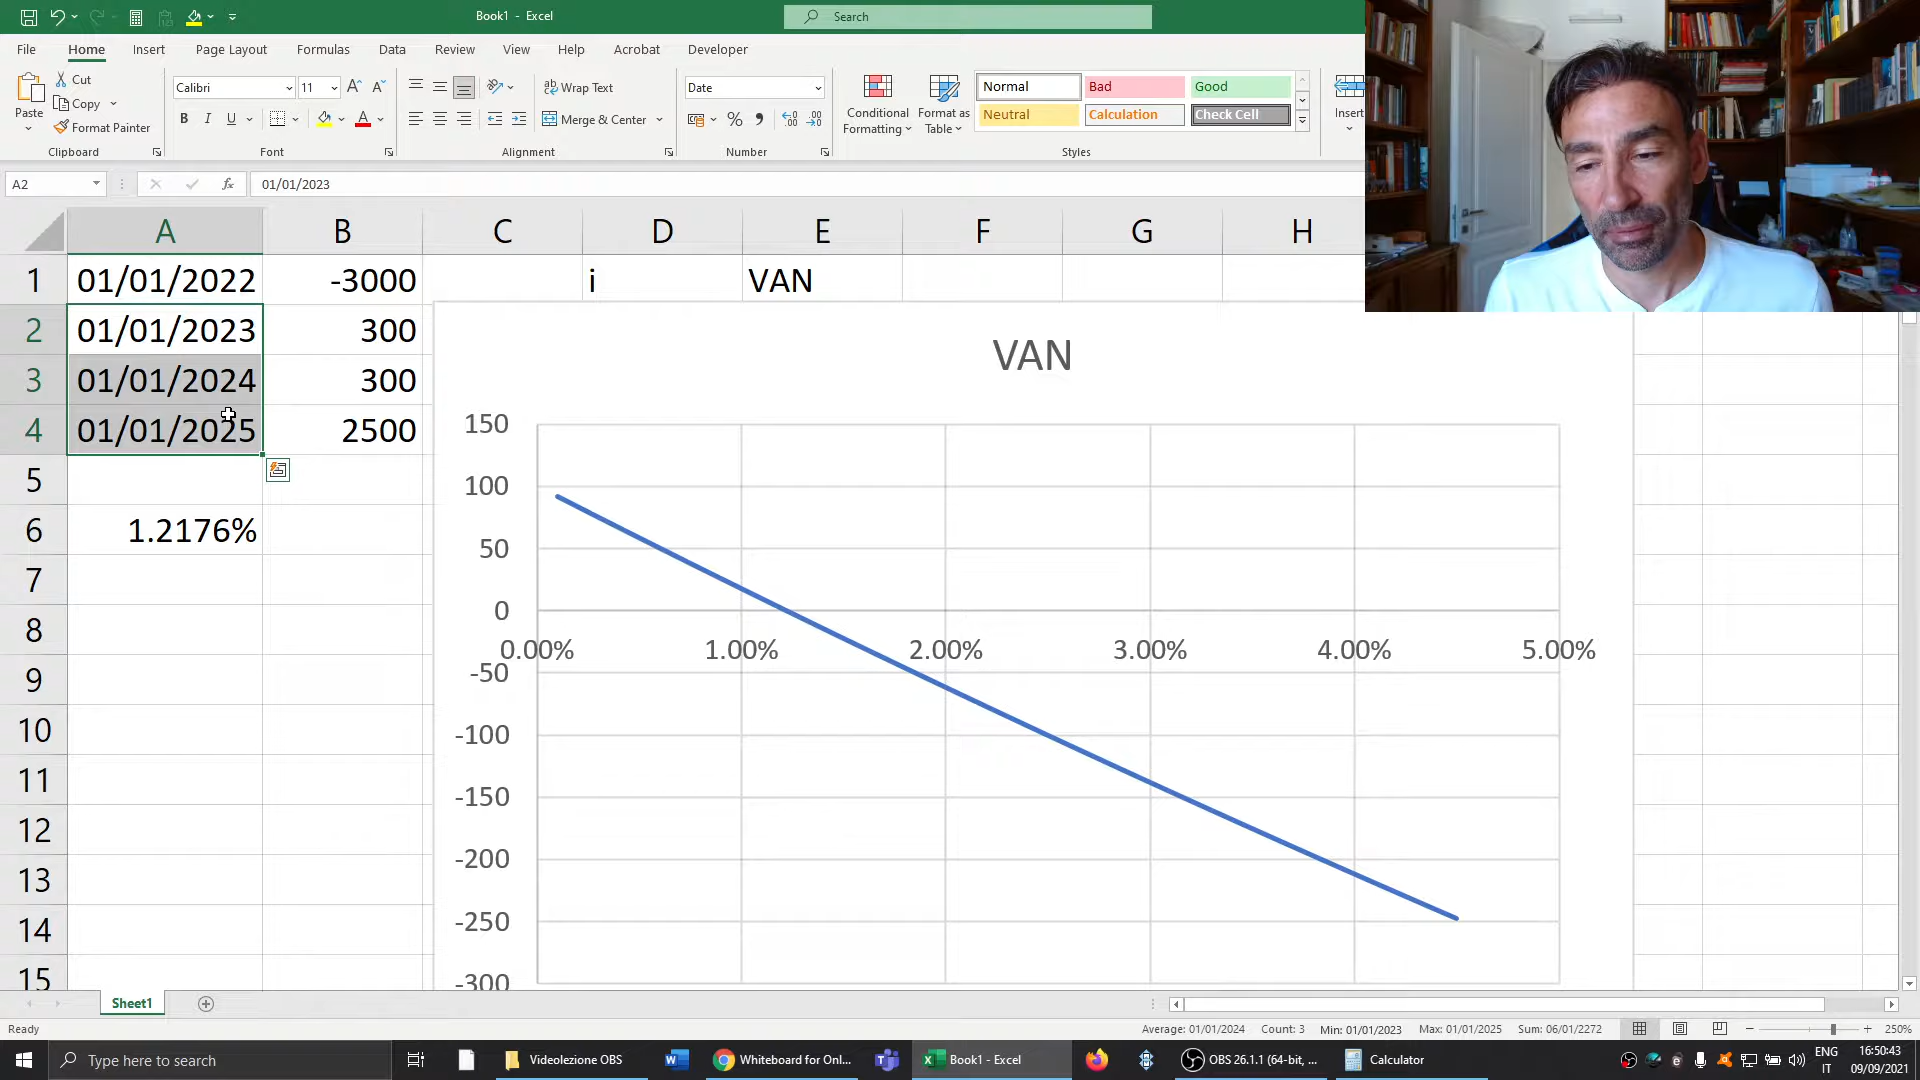 Book1 - Excel
Search
File Home Insert Page Layout Formulas Data Review View Help Acrobat Developer
Paste
Cut
Copy
Format Painter
Clipboard
Calibri 11
B I U
Font
Wrap Text
Merge & Center
Alignment
Date
%
Number
Conditional Formatting
Format as Table
Normal Bad Good
Neutral Calculation Check Cell
Styles
Insert
A2
fx
01/01/2023
A B C D E F G H
1 01/01/2022 -3000 i VAN
2 01/01/2023 300
3 01/01/2024 300
4 01/01/2025 2500
5
6 1.2176%
7
8
9
10
11
12
13
14
15
VAN
150
100
50
0
-50
-100
-150
-200
-250
-300
0.00% 1.00% 2.00% 3.00% 4.00% 5.00%
Sheet1
Ready
Average: 01/01/2024 Count: 3 Min: 01/01/2023 Max: 01/01/2025 Sum: 06/01/2272
250%
Type here to search
Videolezione OBS
Whiteboard for Onl...
Book1 - Excel
OBS 26.1.1 (64-bit, ...
Calculator
ENG
IT
16:50:43
09/09/2021